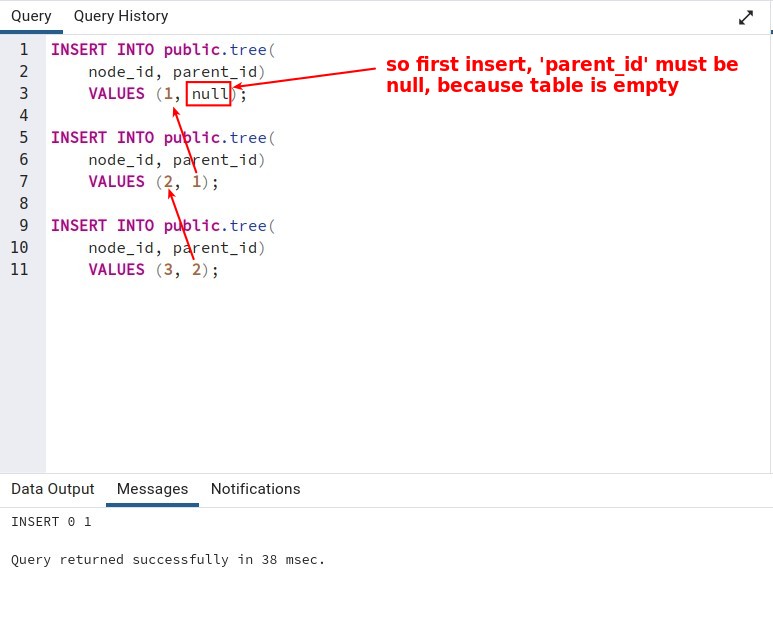 Query Query History
1 INSERT INTO public.tree(
2 node_id, parent_id)
3 VALUES (1, null);
4
5 INSERT INTO public.tree(
6 node_id, parent_id)
7 VALUES (2, 1);
8
9 INSERT INTO public.tree(
10 node_id, parent_id)
11 VALUES (3, 2);
so first insert, 'parent_id' must be
null, because table is empty
Data Output Messages Notifications
INSERT 0 1
Query returned successfully in 38 msec.